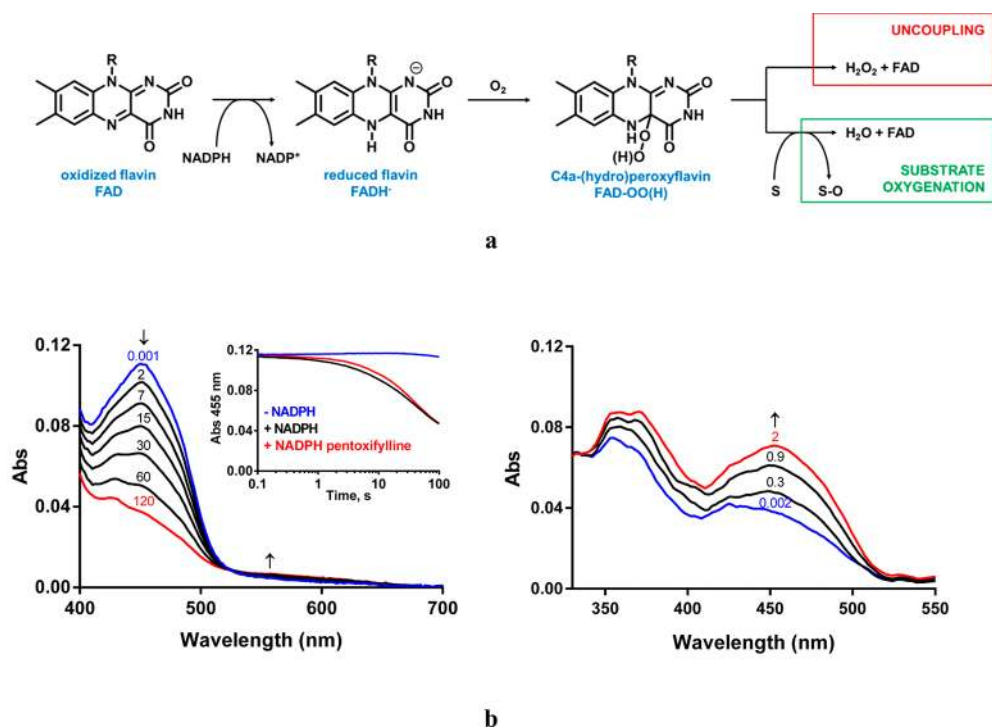 UNCOUPLING
R
N
N
O
NH
N
O
NADPH
NADP+
oxidized flavin
FAD
R
N
N
⊖
O
NH
N
H
O
reduced flavin
FADH-
O2
R
N
N
O
NH
N
H
O
O
(H)O
C4a-(hydro)peroxyflavin
FAD-OO(H)
H2O2 + FAD
H2O + FAD
S
S-O
SUBSTRATE
OXYGENATION
a
Abs
0.12
0.08
0.04
0.00
400
500
600
700
Wavelength (nm)
↓
0.001
2
7
15
30
60
120
↑
Abs 455 nm
0.12
0.08
0.04
0.00
0.1
1
10
100
Time, s
- NADPH
+ NADPH
+ NADPH pentoxifylline
Abs
0.12
0.08
0.04
0.00
350
400
450
500
550
Wavelength (nm)
↑
2
0.9
0.3
0.002
b